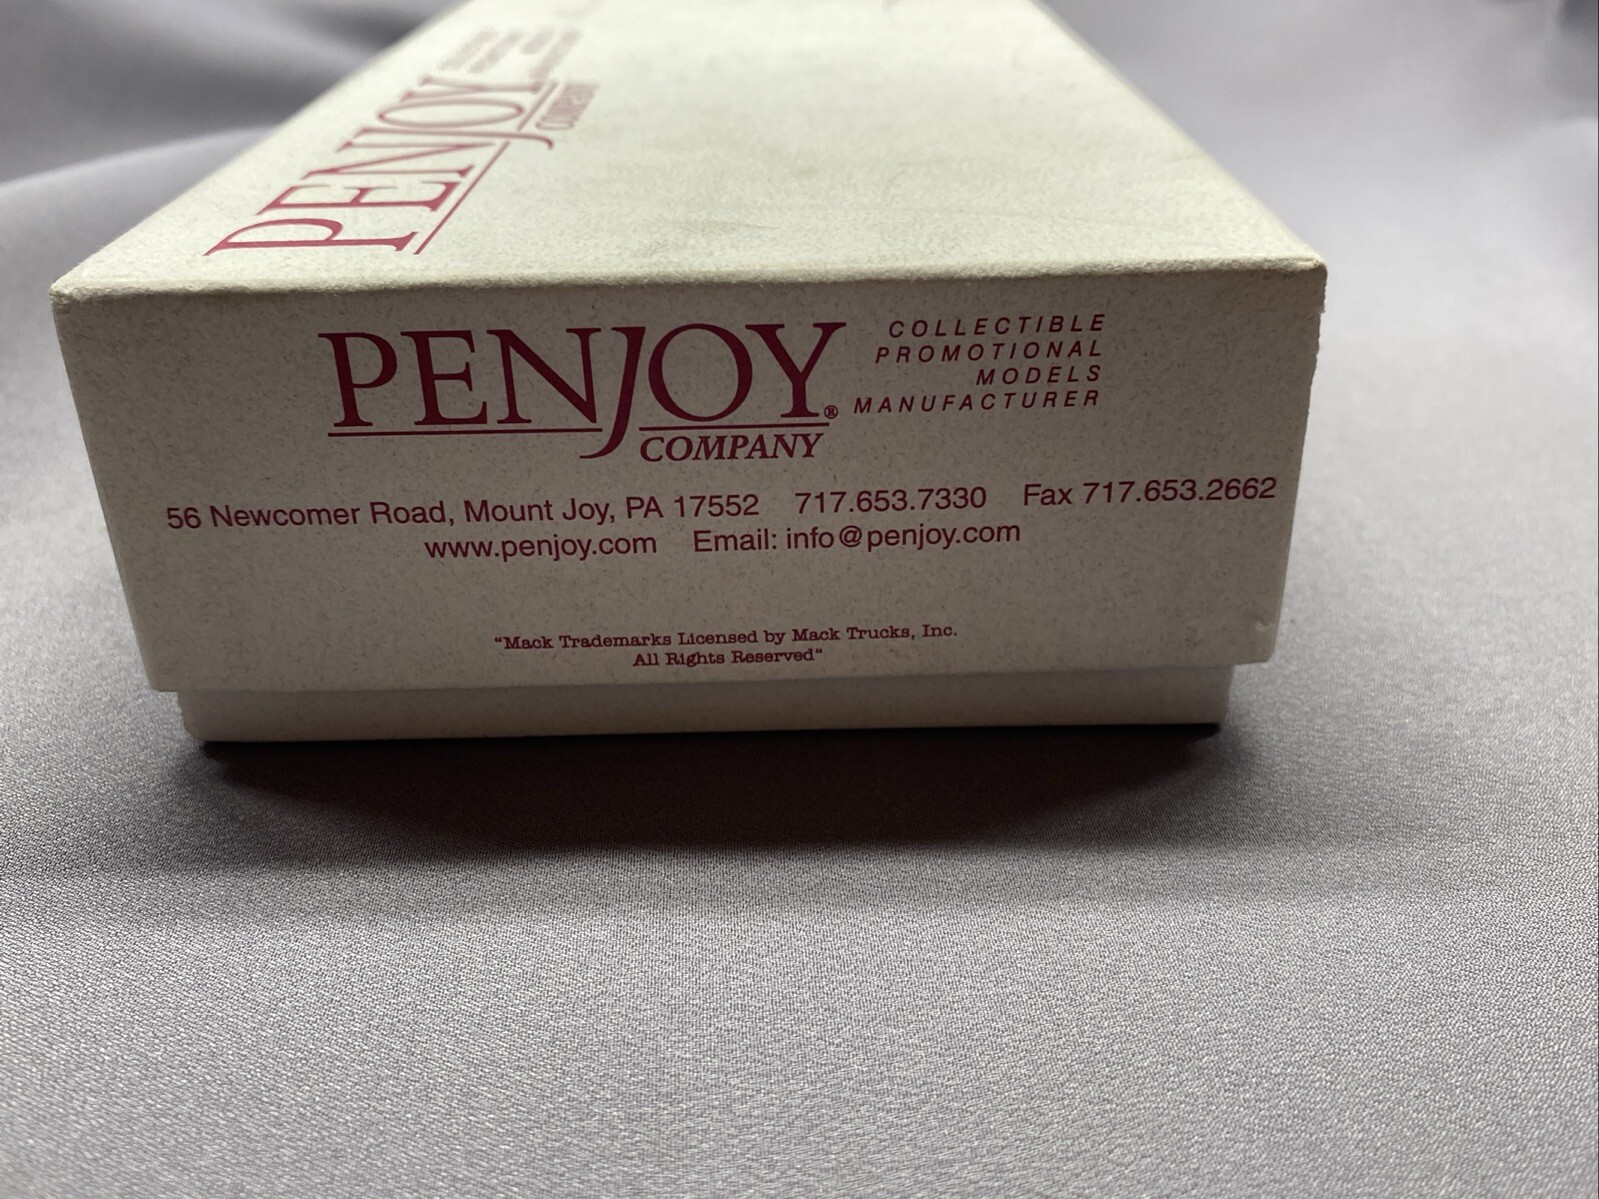 PENJOY
COMPANY
PENJOY®
COMPANY
COLLECTIBLE
PROMOTIONAL
MODELS
MANUFACTURER
56 Newcomer Road, Mount Joy, PA 17552 717.653.7330 Fax 717.653.2662
www.penjoy.com Email: info@penjoy.com
“Mack Trademarks Licensed by Mack Trucks, Inc.
All Rights Reserved“